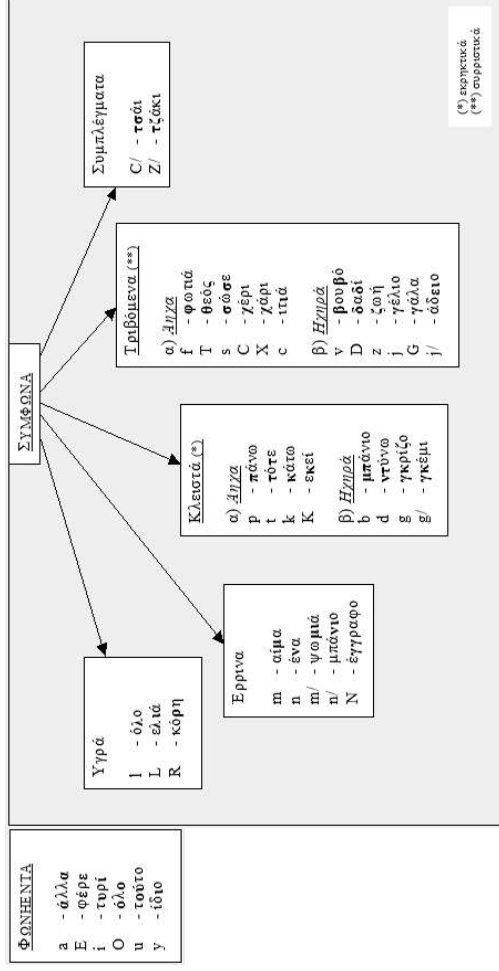 ΦΩΝΗΕΝΤΑ
a - άλλα
E - φέρε
i - τυρί
O - όλο
u - τούτο
y - ίδιο
ΣΥΜΦΩΝΑ
Υγρά
l - όλο
L - ελιά
R - κόρη
Έρρινα
m - αίμα
n - ένα
m/ - ψωμιά
n/ - μπάνιο
N - έγγραφο
Κλειστά (*)
α) Άηχα
p - πάνω
t - τότε
k - κάτω
K - εκεί
β) Ηχηρά
b - μπάνιο
d - ντύνω
g - γκρίζο
g/ - γκέμι
Τριβόμενα (**)
α) Άηχα
f - φωτιά
T - θεός
s - σώσε
C - χέρι
X - χάρι
c - ιτιά
β) Ηχηρά
v - βουβό
D - δαδί
z - ζωή
j - γέλιο
G - γάλα
j/ - άδειο
Συμπλέγματα
C/ - τσάι
Z/ - τζάκι
(*) εκρηκτικά
(**) συρριστικά